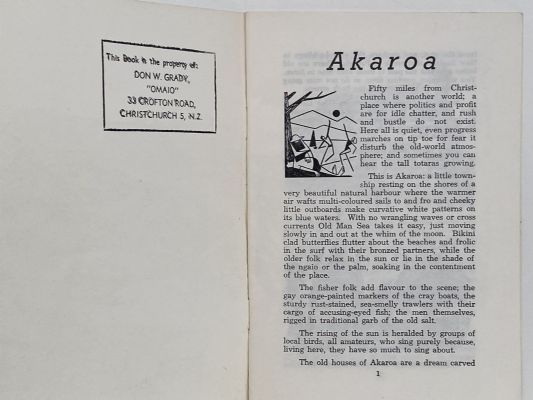 This Book is the property of:
DON W. GRADY,
"OMAIO"
33 CROFTON ROAD,
CHRISTCHURCH 5, N.Z.
Akaroa
Fifty miles from Christ-
church is another world; a
place where politics and profit
are for idle chatter, and rush
and bustle do not exist.
Here all is quiet, even progress
marches on tip toe for fear it
disturb the old-world atmos-
phere; and sometimes you can
hear the tall totaras growing.
This is Akaroa: a little town-
ship resting on the shores of a
very beautiful natural harbour where the warmer
air wafts multi-coloured sails to and fro and cheeky
little outboards make curvative white patterns on
its blue waters. With no wrangling waves or cross
currents Old Man Sea takes it easy, just moving
slowly in and out at the whim of the moon. Bikini
clad butterflies flutter about the beaches and frolic
in the surf with their bronzed partners, while the
older folk relax in the sun or lie in the shade of
the ngaio or the palm, soaking in the contentment
of the place.
The fisher folk add flavour to the scene; the
gay orange-painted markers of the cray boats, the
sturdy rust-stained, sea-smelly trawlers with their
cargo of accusing-eyed fish; the men themselves,
rigged in traditional garb of the old salt.
The rising of the sun is heralded by groups of
local birds, all amateurs, who sing purely because,
living here, they have so much to sing about.
The old houses of Akaroa are a dream carved
1